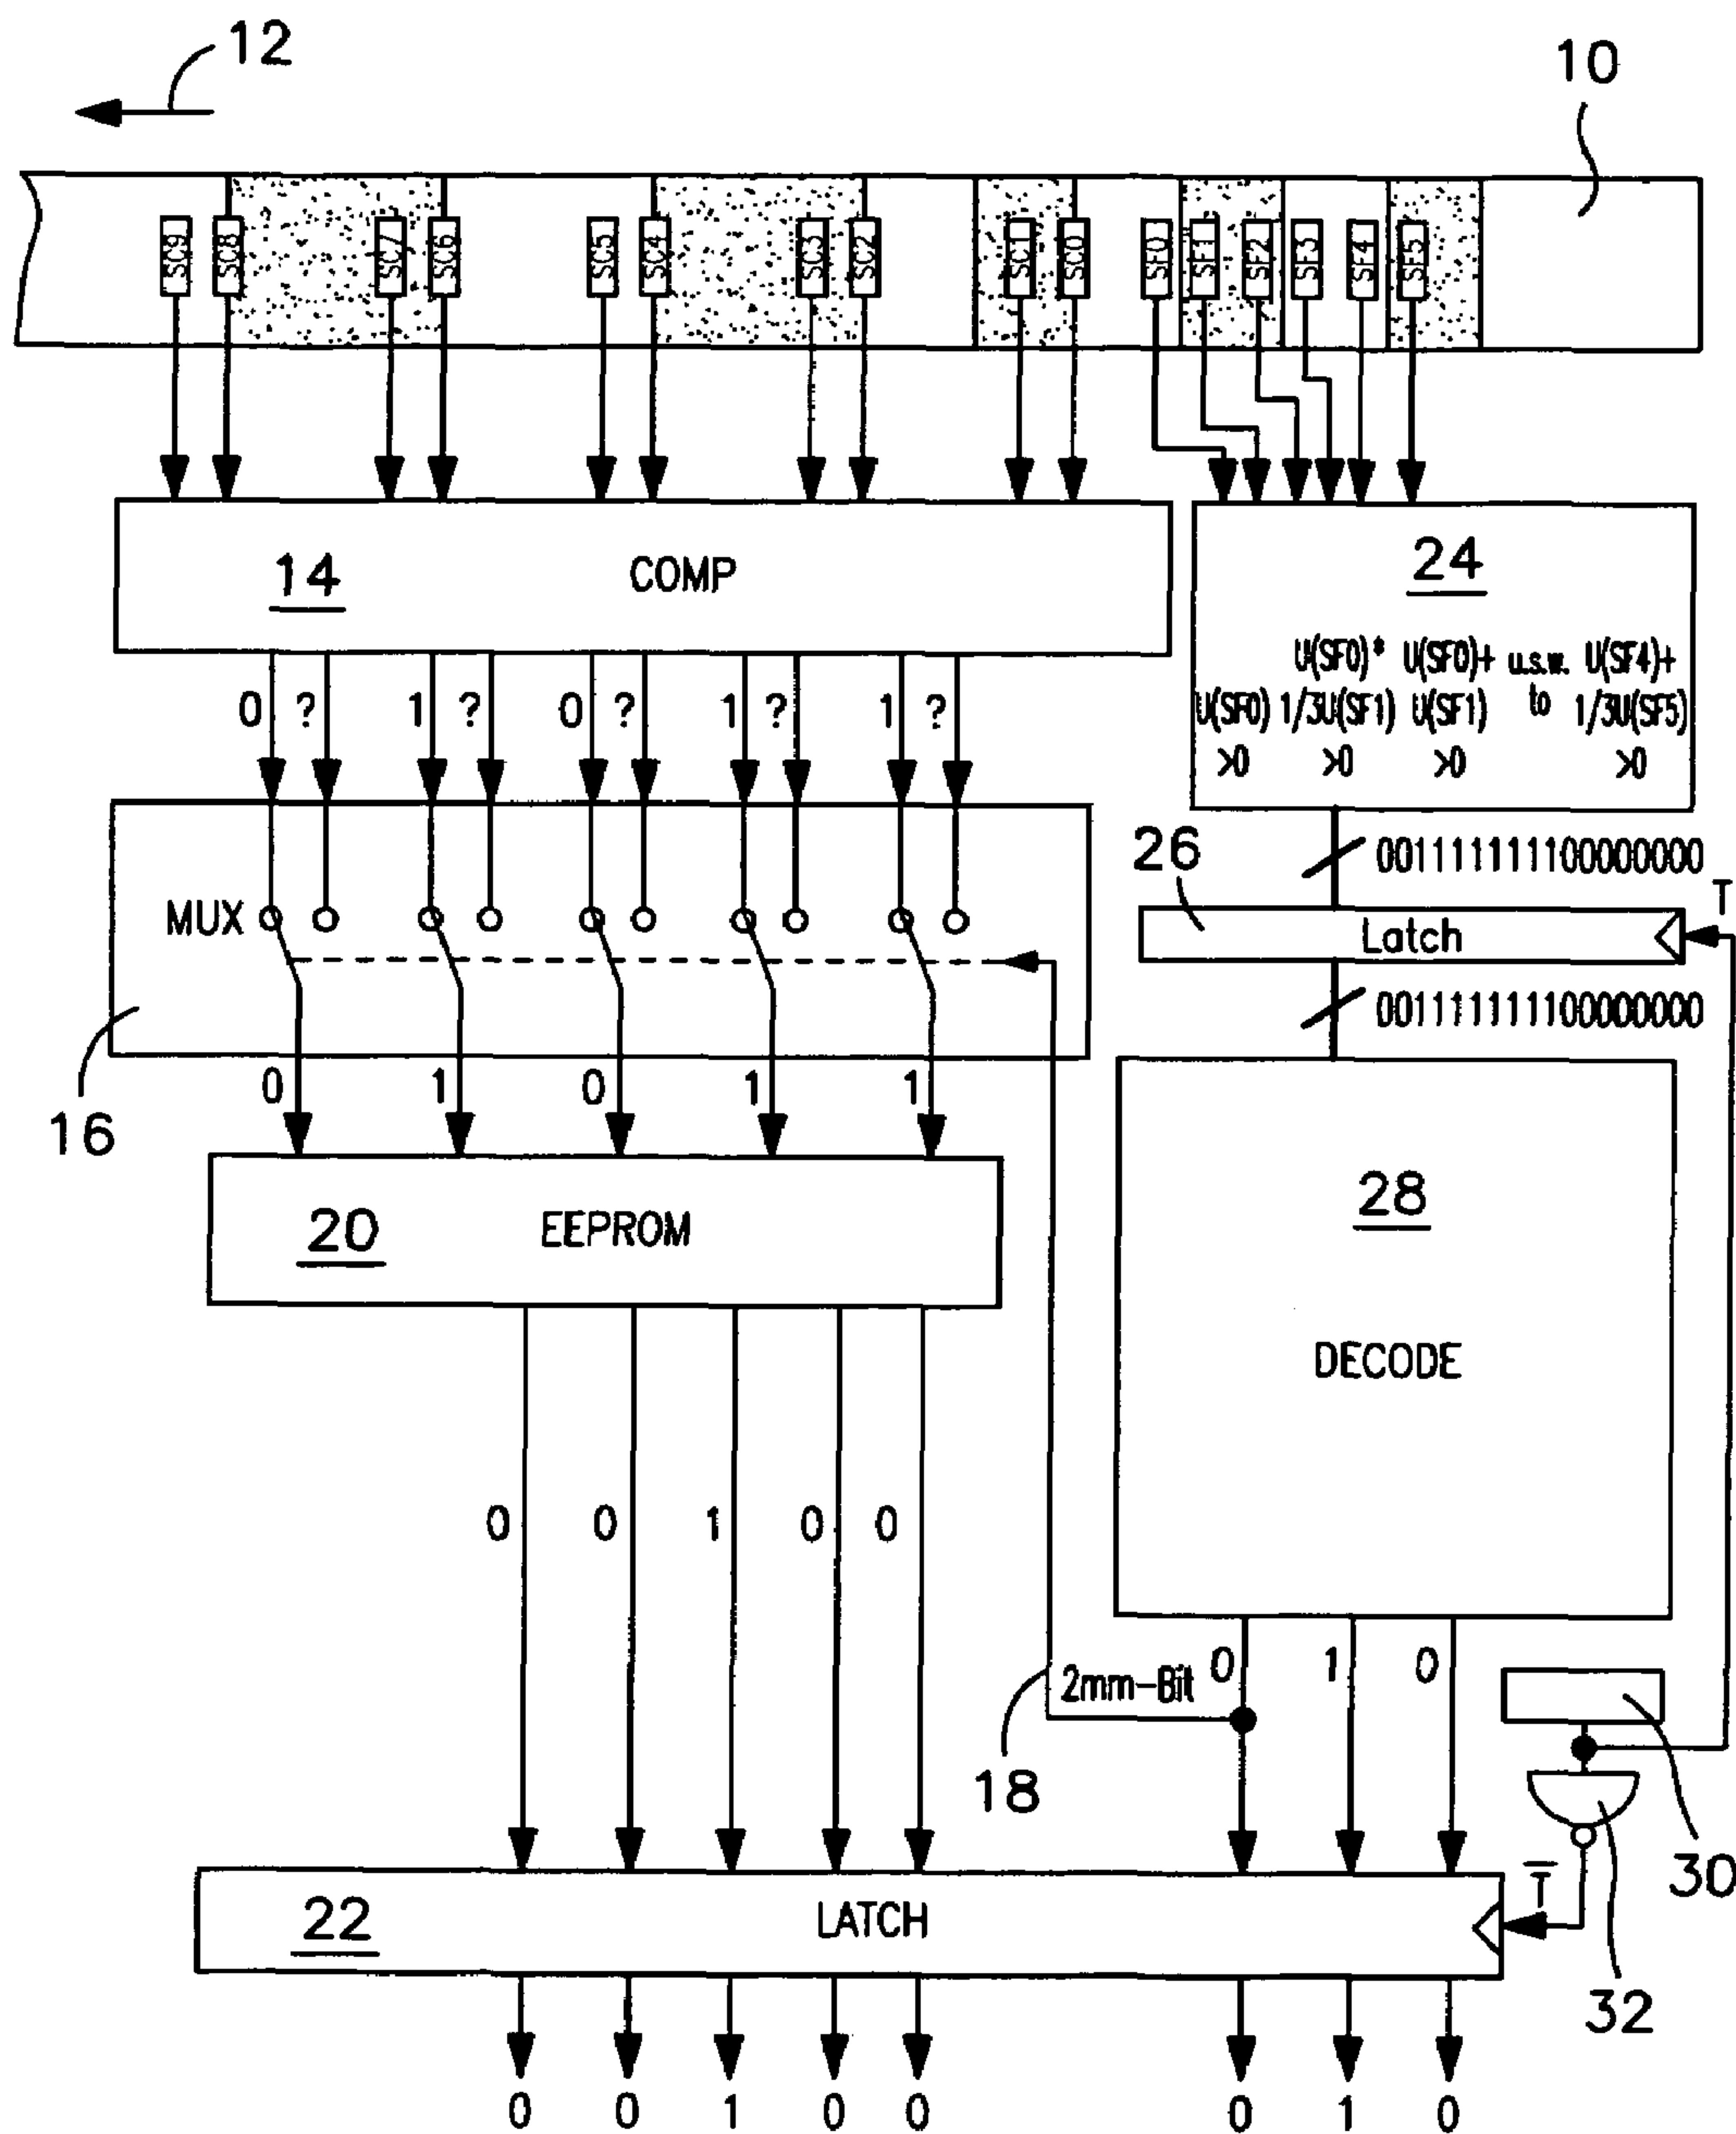 12
10
SC9 SC8 SC7 SC6 SC5 SC4 SC3 SC2 SC1 SC0 SF0 SF1 SF2 SF3 SF4 SF5
14 COMP
24
U(SF0)* U(SF0)+ u.s.w. U(SF4)+
U(SF0) 1/3U(SF1) U(SF1) to 1/3U(SF5)
>0 >0 >0 >0
0 ? 1 ? 0 ? 1 ? 1 ?
26
001111111100000000
T
MUX
Latch
001111111100000000
16
0 1 0 1 1
20 EEPROM
28
DECODE
0 0 1 0 0
18
2mm-Bit
0 1 0
30
32
T̅
22 LATCH
0 0 1 0 0 0 1 0